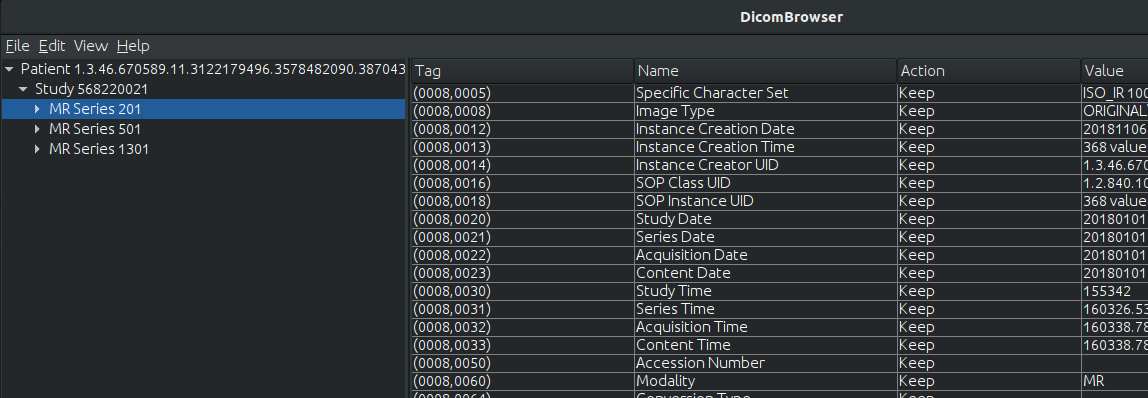 DicomBrowser
File Edit View Help
Patient 1.3.46.670589.11.3122179496.3578482090.387043
Study 568220021
MR Series 201
MR Series 501
MR Series 1301
Tag Name Action Value
(0008,0005) Specific Character Set Keep ISO_IR 100
(0008,0008) Image Type Keep ORIGINAL
(0008,0012) Instance Creation Date Keep 20181106
(0008,0013) Instance Creation Time Keep 368 value
(0008,0014) Instance Creator UID Keep 1.3.46.670
(0008,0016) SOP Class UID Keep 1.2.840.10
(0008,0018) SOP Instance UID Keep 368 value
(0008,0020) Study Date Keep 20180101
(0008,0021) Series Date Keep 20180101
(0008,0022) Acquisition Date Keep 20180101
(0008,0023) Content Date Keep 20180101
(0008,0030) Study Time Keep 155342
(0008,0031) Series Time Keep 160326.53
(0008,0032) Acquisition Time Keep 160338.78
(0008,0033) Content Time Keep 160338.78
(0008,0050) Accession Number Keep
(0008,0060) Modality Keep MR
(0008,0064) Conversion Type Keep